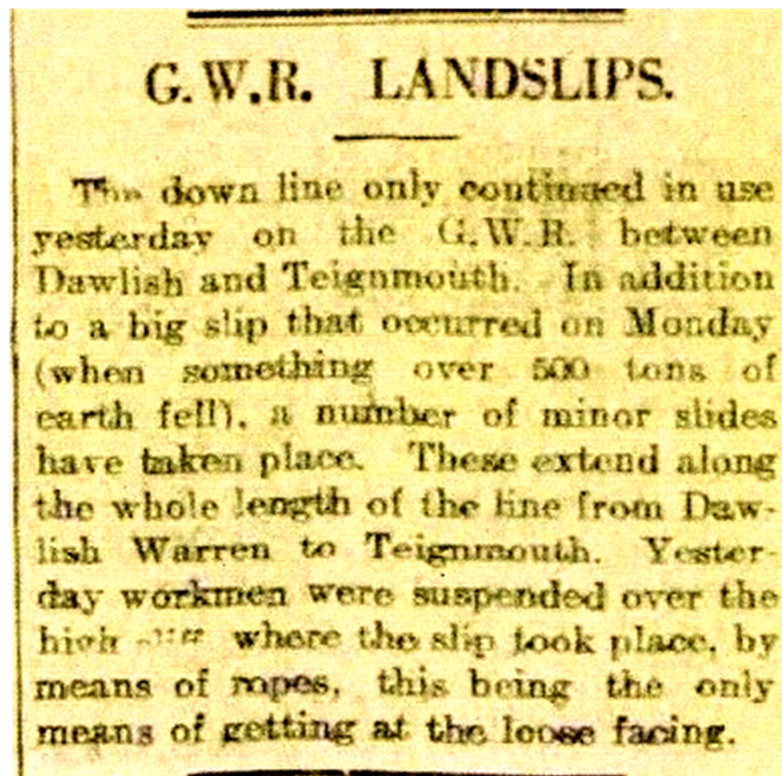 G.W.R. LANDSLIPS.
The down line only continued in use
yesterday on the G.W.R. between
Dawlish and Teignmouth. In addition
to a big slip that occurred on Monday
(when something over 500 tons of
earth fell), a number of minor slides
have taken place. These extend along
the whole length of the line from Daw-
lish Warren to Teignmouth. Yester-
day workmen were suspended over the
high cliff where the slip took place, by
means of ropes, this being the only
means of getting at the loose facing.